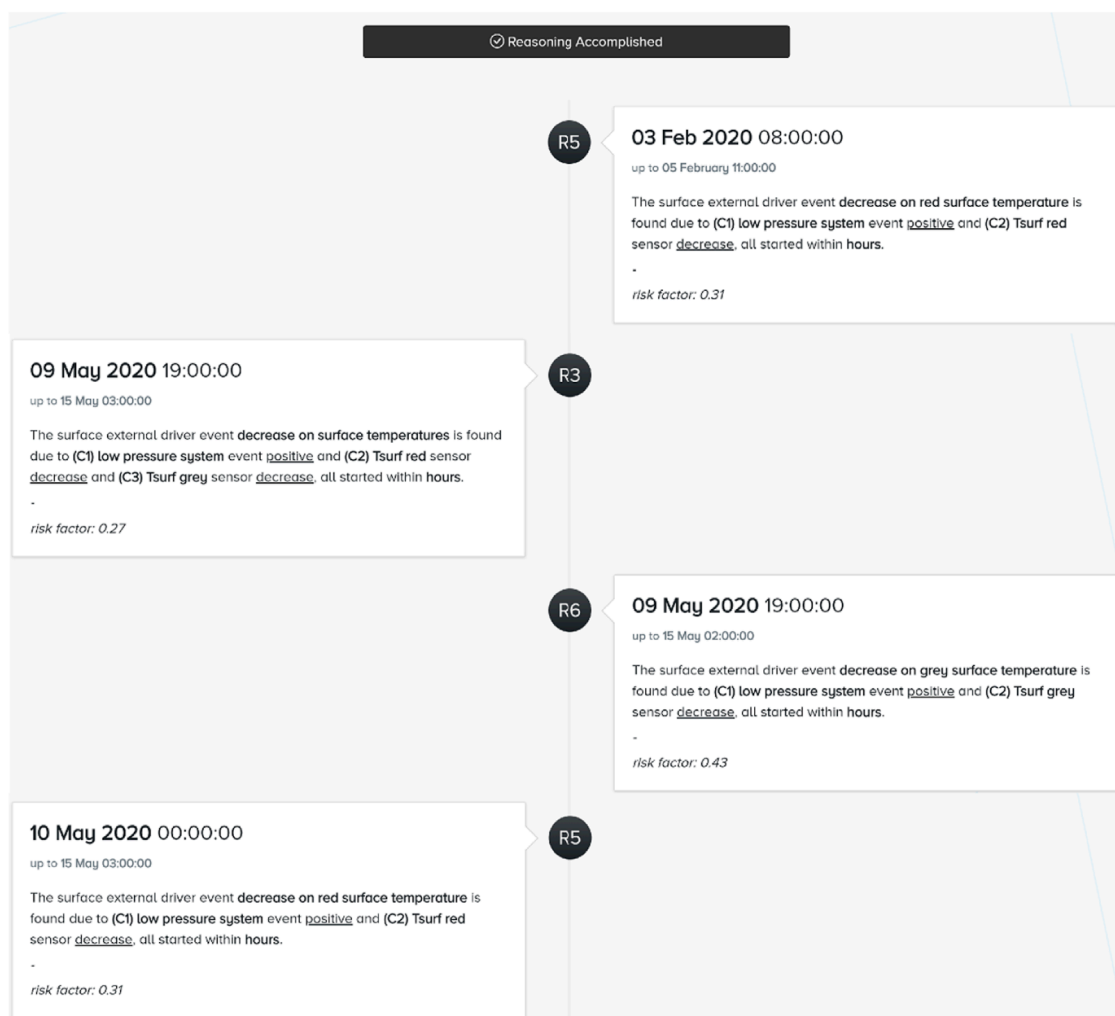 Reasoning Accomplished
R5
03 Feb 2020 08:00:00
up to 05 February 11:00:00
The surface external driver event decrease on red surface temperature is
found due to (C1) low pressure system event positive and (C2) Tsurf red
sensor decrease, all started within hours.
-
risk factor: 0.31
R3
09 May 2020 19:00:00
up to 15 May 03:00:00
The surface external driver event decrease on surface temperatures is found
due to (C1) low pressure system event positive and (C2) Tsurf red sensor
decrease and (C3) Tsurf grey sensor decrease, all started within hours.
-
risk factor: 0.27
R6
09 May 2020 19:00:00
up to 15 May 02:00:00
The surface external driver event decrease on grey surface temperature is
found due to (C1) low pressure system event positive and (C2) Tsurf grey
sensor decrease, all started within hours.
-
risk factor: 0.43
R5
10 May 2020 00:00:00
up to 15 May 03:00:00
The surface external driver event decrease on red surface temperature is
found due to (C1) low pressure system event positive and (C2) Tsurf red
sensor decrease, all started within hours.
-
risk factor: 0.31